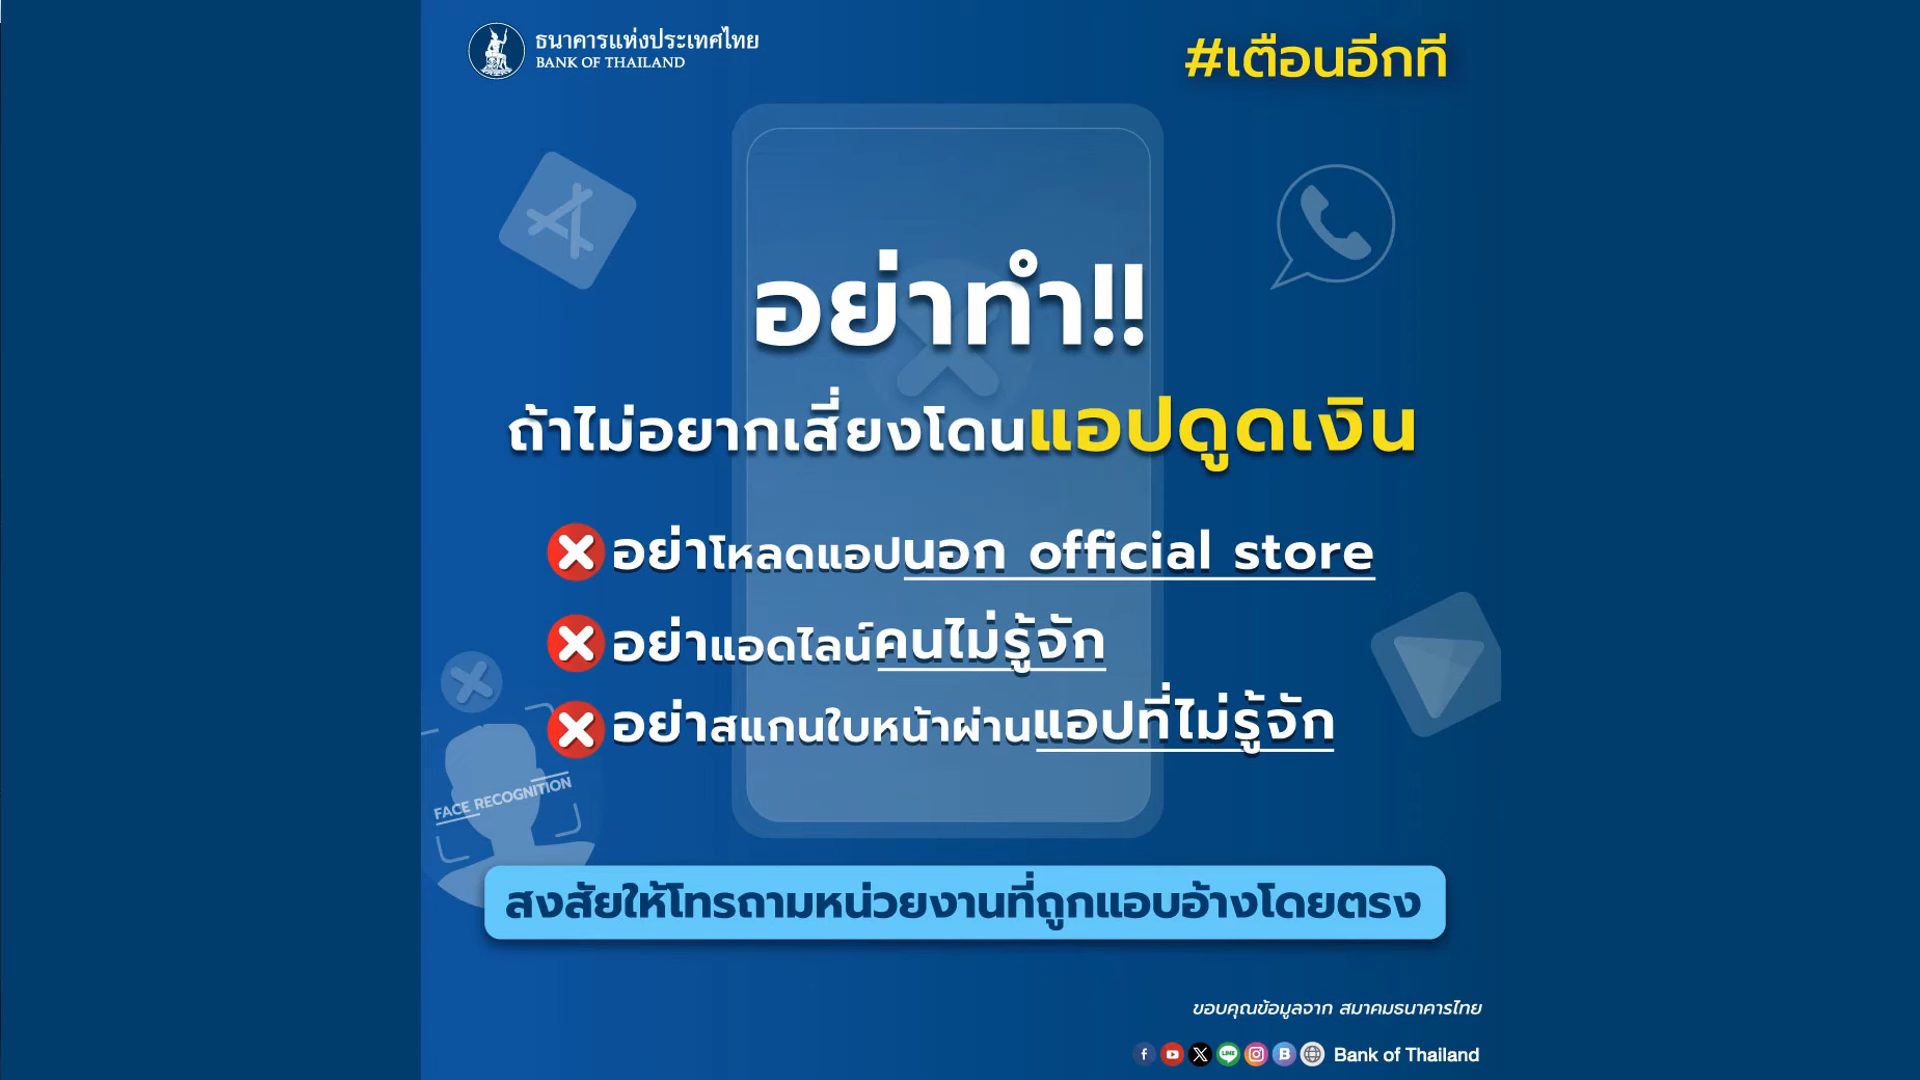 ธนาคารแห่งประเทศไทย
BANK OF THAILAND
#เตือนอีกที
อย่าทำ!!
ถ้าไม่อยากเสี่ยงโดนแอปดูดเงิน
อย่าโหลดแอปนอก official store
อย่าแอดไลน์คนไม่รู้จัก
อย่าสแกนใบหน้าผ่านแอปที่ไม่รู้จัก
FACE RECOGNITION
สงสัยให้โทรถามหน่วยงานที่ถูกแอบอ้างโดยตรง
ขอบคุณข้อมูลจาก สมาคมธนาคารไทย
Bank of Thailand